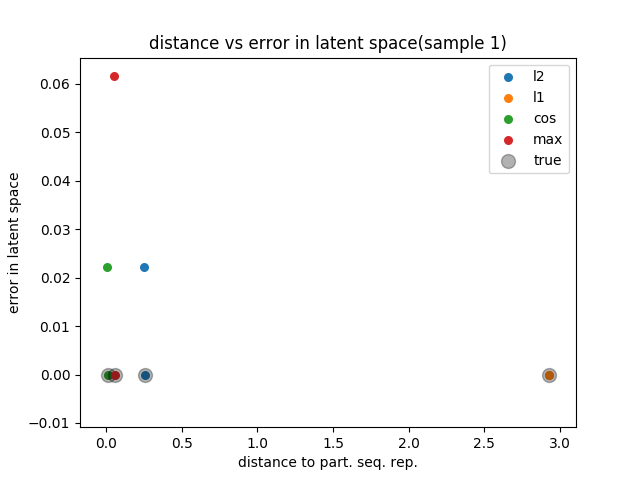 distance vs error in latent space(sample 1)
l2
l1
cos
max
true
0.06
0.05
0.04
0.03
0.02
0.01
0.00
−0.01
error in latent space
0.0 0.5 1.0 1.5 2.0 2.5 3.0
distance to part. seq. rep.